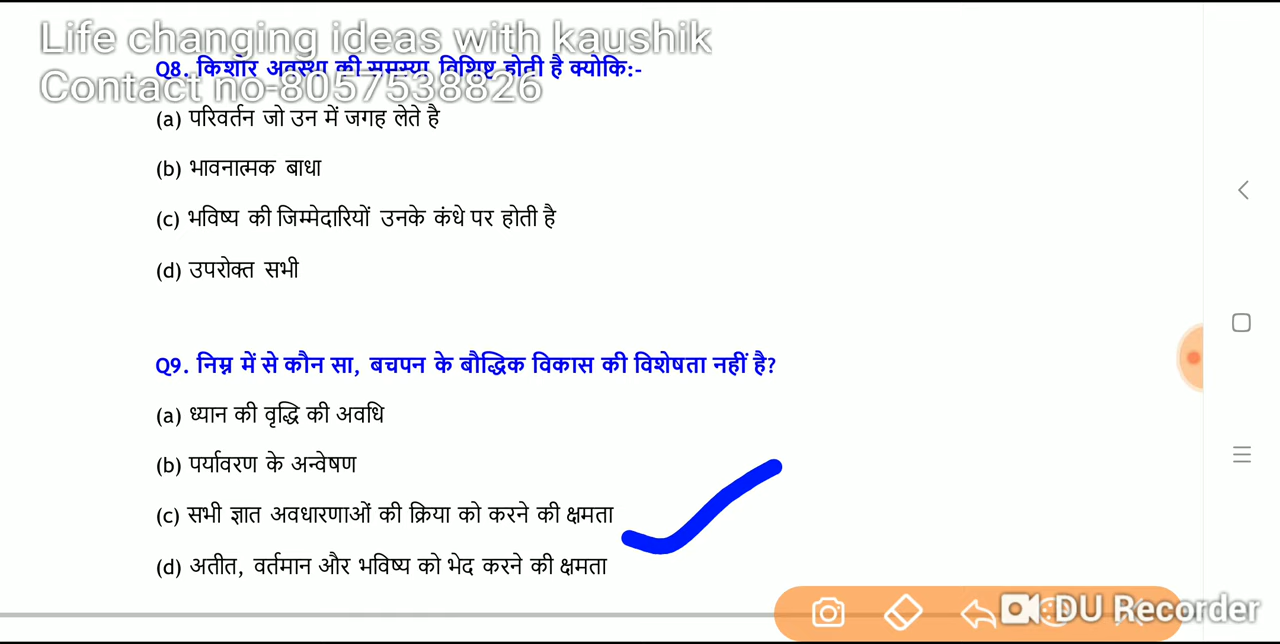 Life changing ideas with kaushik
Q8. किशोर अवस्था की समस्या विशिष्ट होती है क्योकि:-
Contact no-8057538826
(a) परिवर्तन जो उन में जगह लेते है
(b) भावनात्मक बाधा
(c) भविष्य की जिम्मेदारियों उनके कंधे पर होती है
(d) उपरोक्त सभी
Q9. निम्न में से कौन सा, बचपन के बौद्धिक विकास की विशेषता नहीं है?
(a) ध्यान की वृद्धि की अवधि
(b) पर्यावरण के अन्वेषण
(c) सभी ज्ञात अवधारणाओं की क्रिया को करने की क्षमता
(d) अतीत, वर्तमान और भविष्य को भेद करने की क्षमता
DU Recorder